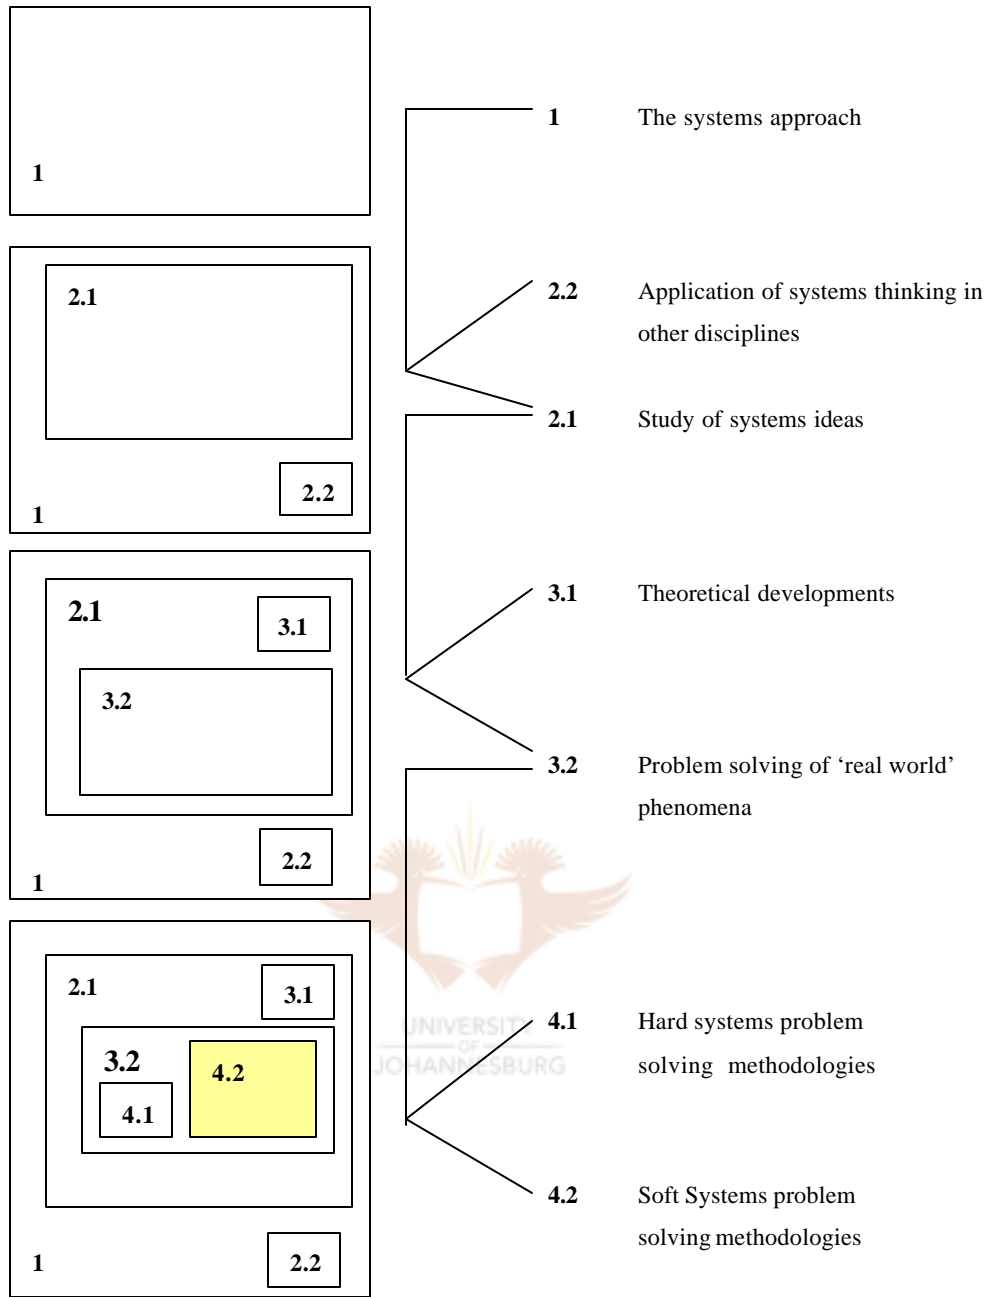 1
1 The systems approach
2.1
2.2 Application of systems thinking in
other disciplines
2.1 Study of systems ideas
2.2
1
2.1
3.1
3.1 Theoretical developments
3.2
3.2 Problem solving of ‘real world’
phenomena
2.2
1
2.1
3.1
UNIVERSITY
OF
JOHANNESBURG
4.1 Hard systems problem
solving methodologies
3.2
4.2
4.1
4.2 Soft Systems problem
solving methodologies
1
2.2